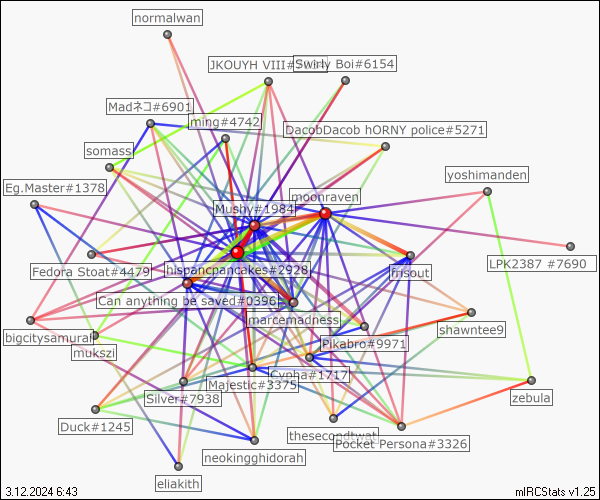 normalwan
JKOUYH VIII#
Swirly Boi#6154
Madネコ#6901
ming#4742
DacobDacob hORNY police#5271
somass
yoshimanden
Eg.Master#1378
moonraven
Mushy#1984
LPK2387 #7690
Fedora Stoat#4479
hispancpancakes#2928
frisout
Can anything be saved#0396
marcemadness
shawntee9
bigcitysamurai
Pikabro#9971
mukszi
Cynha#1717
Majestic#3375
Silver#7938
zebula
Duck#1245
thesecondtwat
Pocket Persona#3326
neokingghidorah
eliakith
3.12.2024 6:43
mIRCStats v1.25